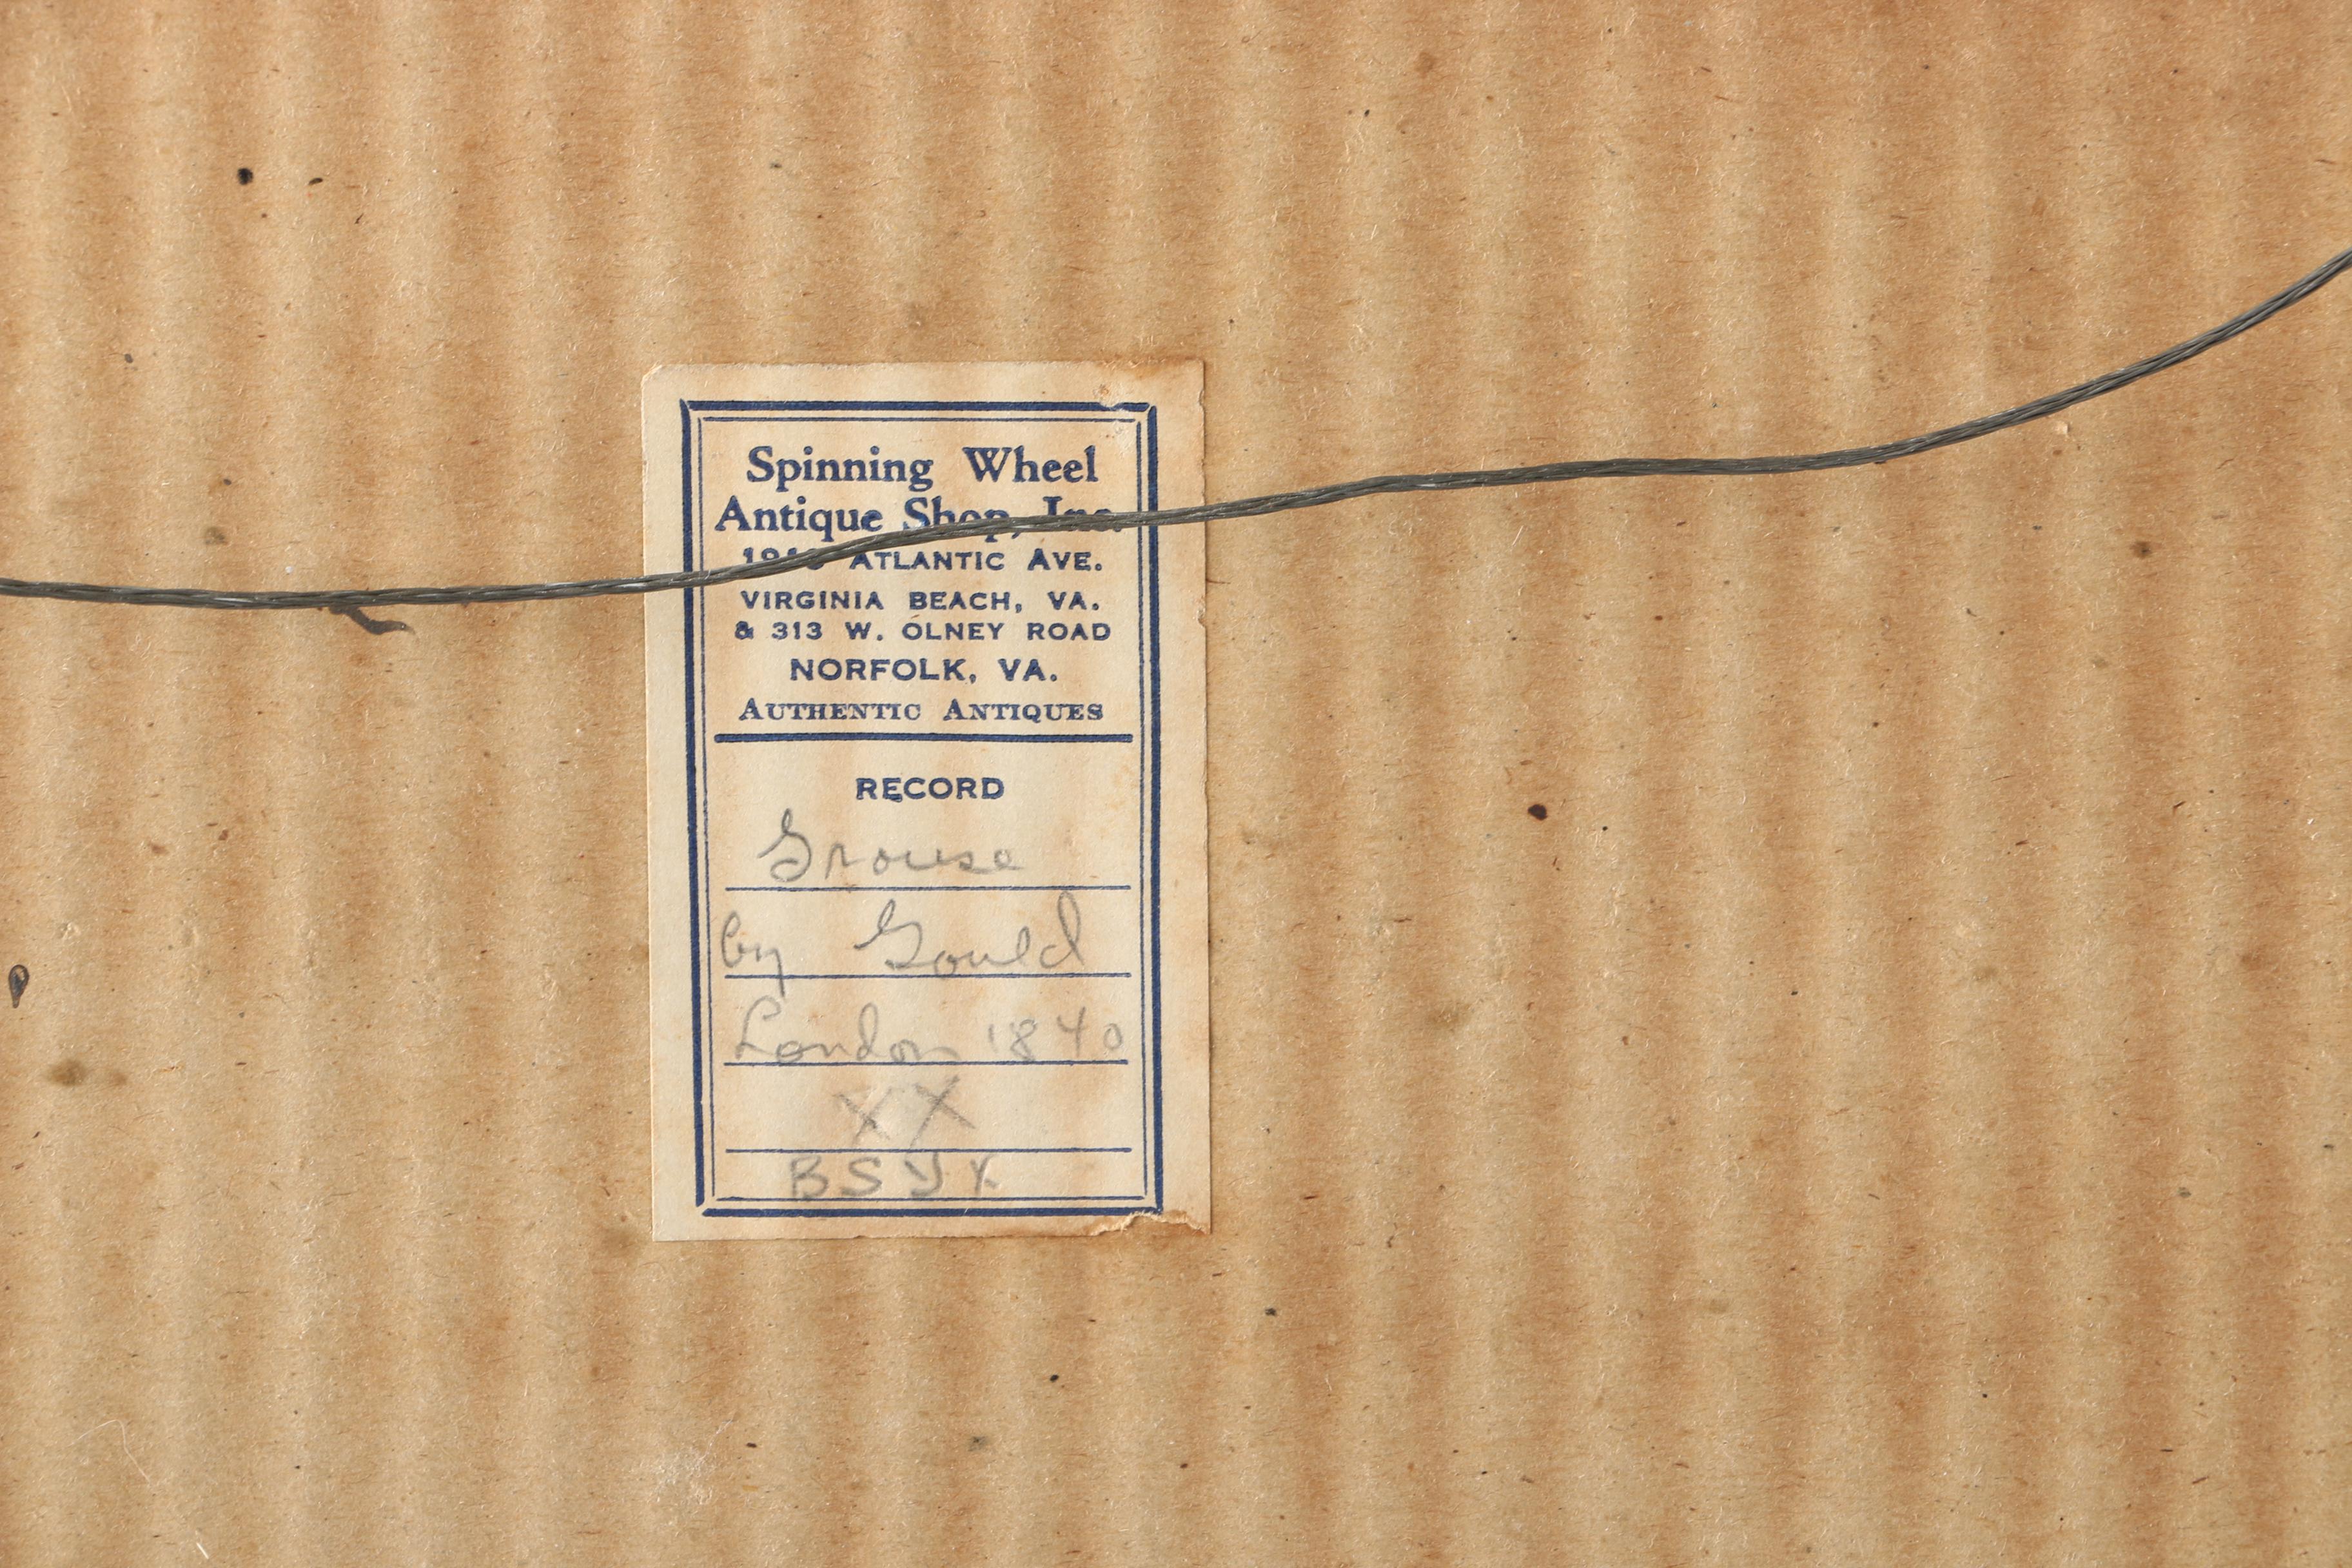 Spinning Wheel
Antique Shop, Inc.
ATLANTIC AVE.
VIRGINIA BEACH, VA.
& 313 W. OLNEY ROAD
NORFOLK, VA.
AUTHENTIC ANTIQUES
RECORD
Grouse
by Gould
London 1840
XX